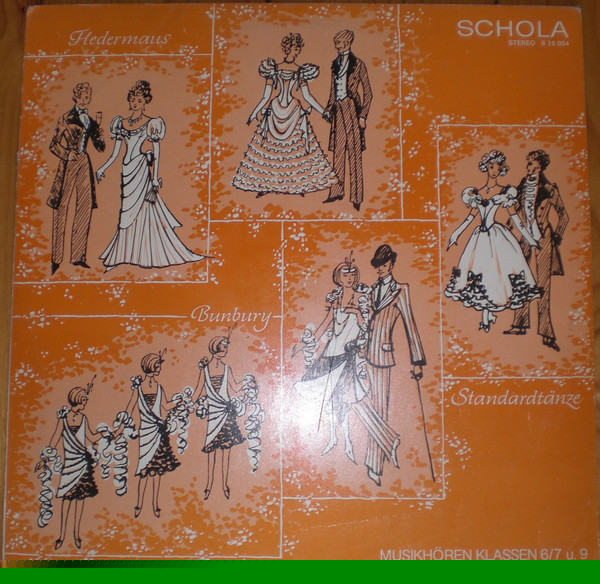 Fledermaus
SCHOLA
STEREO 8 15 054
Bunbury
Standardtänze
MUSIKHÖREN KLASSEN 6/7 u. 9